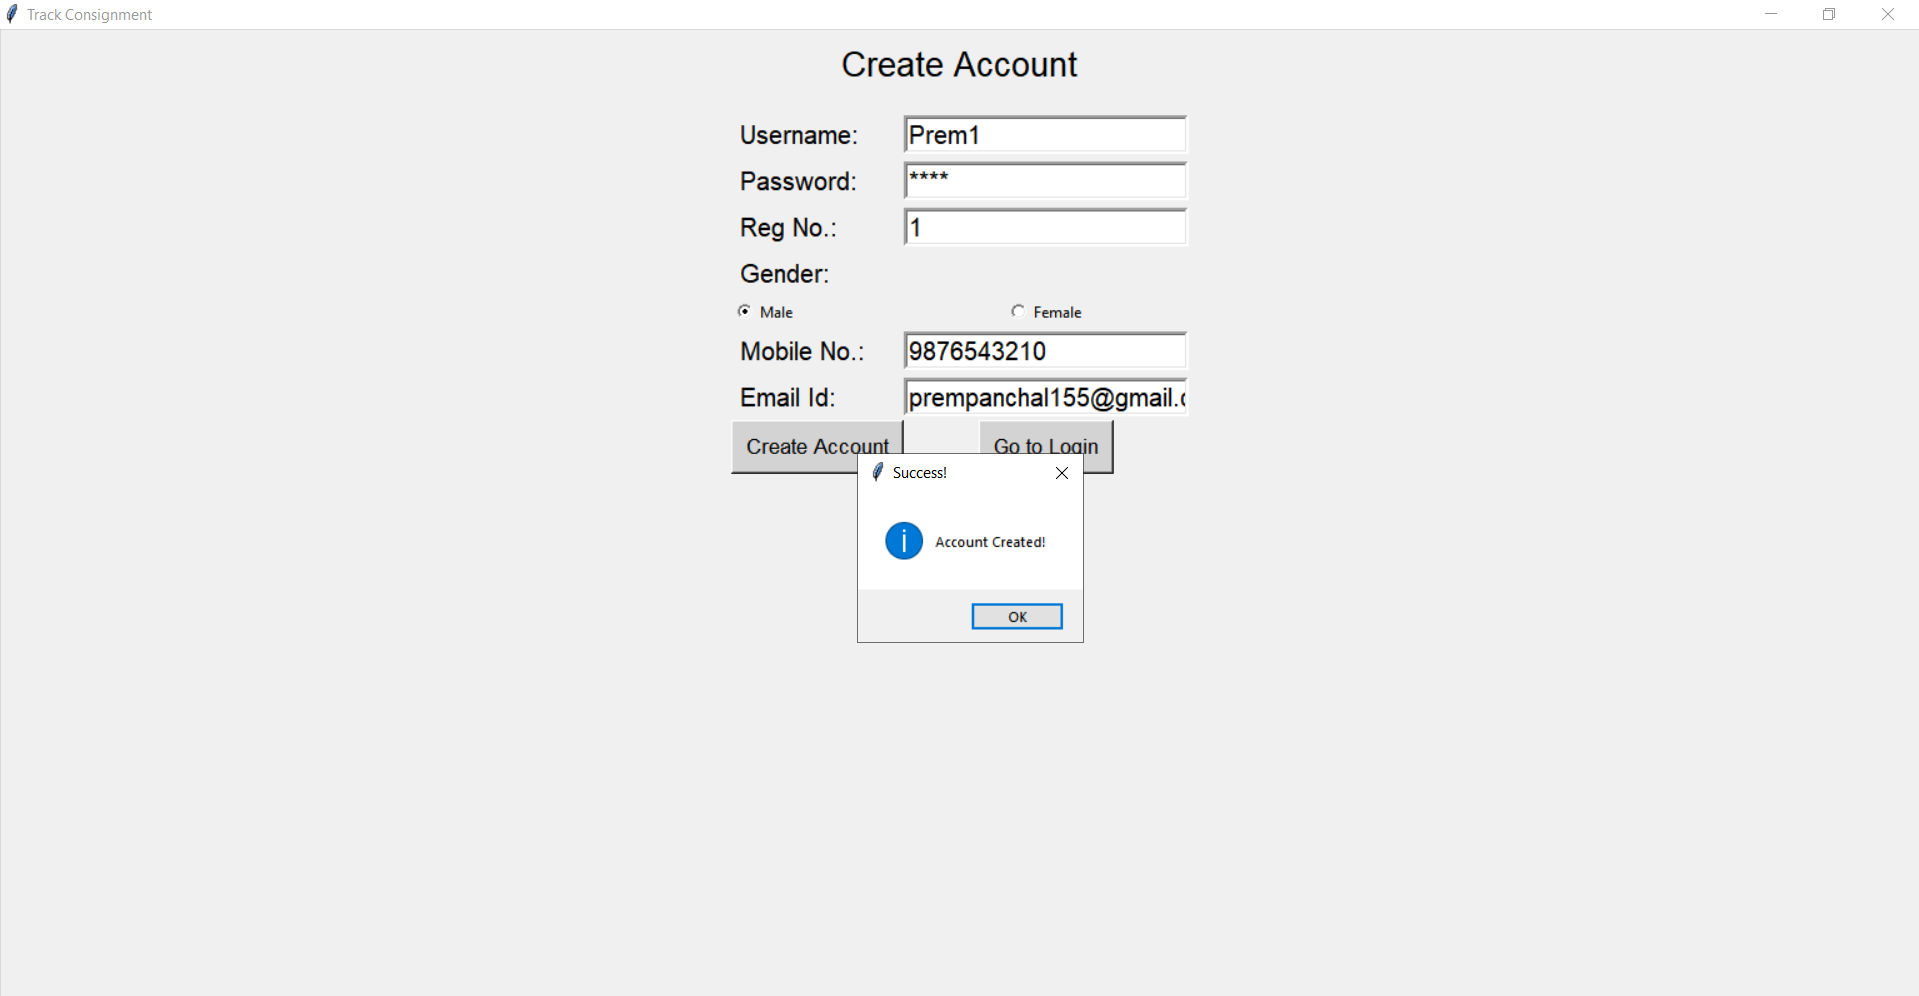 Track Consignment
Create Account
Username: Prem1
Password: ****
Reg No.: 1
Gender:
Male Female
Mobile No.: 9876543210
Email Id: prempanchal155@gmail.c
Create Account Go to Login
Success!
Account Created!
OK